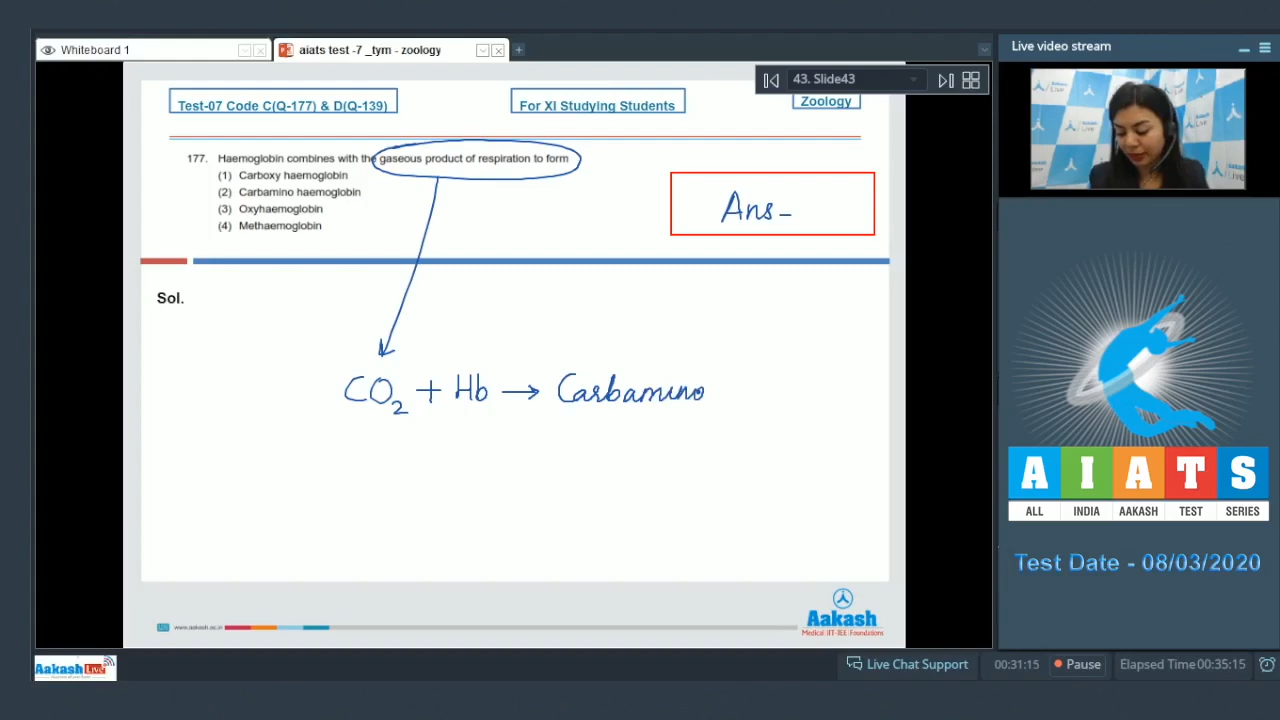 Whiteboard 1
aiats test -7 _tym - zoology
Live video stream
43. Slide43
Test-07 Code C(Q-177) & D(Q-139)
For XI Studying Students
Zoology
177. Haemoglobin combines with the gaseous product of respiration to form
(1) Carboxy haemoglobin
(2) Carbamino haemoglobin
(3) Oxyhaemoglobin
(4) Methaemoglobin
Ans -
Sol.
CO2 + Hb → Carbamino
A I A T S
ALL INDIA AAKASH TEST SERIES
Test Date - 08/03/2020
www.aakash.ac.in
Aakash
Medical|IIT-JEE|Foundations
Aakash Live
Live Chat Support
00:31:15
Pause
Elapsed Time 00:35:15